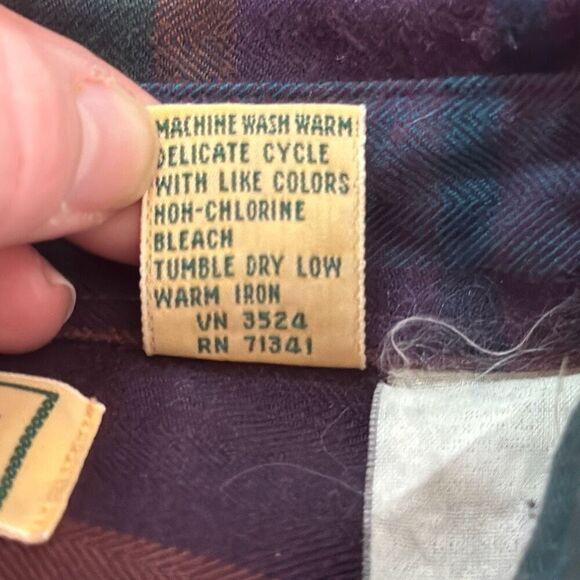 MACHINE WASH WARM
DELICATE CYCLE
WITH LIKE COLORS
NON-CHLORINE
BLEACH
TUMBLE DRY LOW
WARM IRON
VN 3524
RN 71341